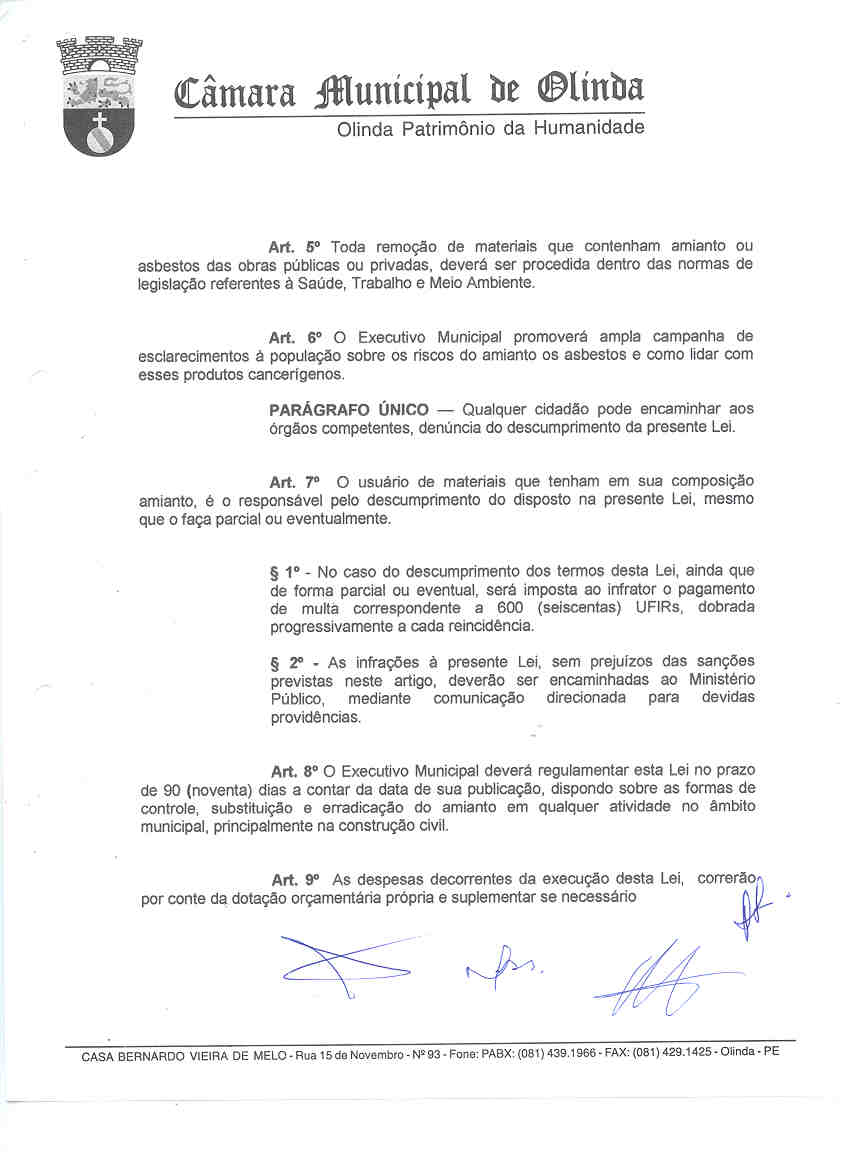 Câmara Municipal de Olinda
Olinda Patrimônio da Humanidade
Art. 5º Toda remoção de materiais que contenham amianto ou
asbestos das obras públicas ou privadas, deverá ser procedida dentro das normas de
legislação referentes à Saúde, Trabalho e Meio Ambiente.
Art. 6º O Executivo Municipal promoverá ampla campanha de
esclarecimentos à população sobre os riscos do amianto os asbestos e como lidar com
esses produtos cancerígenos.
PARÁGRAFO ÚNICO — Qualquer cidadão pode encaminhar aos
órgãos competentes, denúncia do descumprimento da presente Lei.
Art. 7º O usuário de materiais que tenham em sua composição
amianto, é o responsável pelo descumprimento do disposto na presente Lei, mesmo
que o faça parcial ou eventualmente.
§ 1º - No caso do descumprimento dos termos desta Lei, ainda que
de forma parcial ou eventual, será imposta ao infrator o pagamento
de multa correspondente a 600 (seiscentas) UFIRs, dobrada
progressivamente a cada reincidência.
§ 2º - As infrações à presente Lei, sem prejuízos das sanções
previstas neste artigo, deverão ser encaminhadas ao Ministério
Público, mediante comunicação direcionada para devidas
providências.
Art. 8º O Executivo Municipal deverá regulamentar esta Lei no prazo
de 90 (noventa) dias a contar da data de sua publicação, dispondo sobre as formas de
controle, substituição e erradicação do amianto em qualquer atividade no âmbito
municipal, principalmente na construção civil.
Art. 9º As despesas decorrentes da execução desta Lei, correrão
por conte da dotação orçamentária própria e suplementar se necessário
CASA BERNARDO VIEIRA DE MELO - Rua 15 de Novembro - Nº 93 - Fone: PABX: (081) 439.1966 - FAX: (081) 429.1425 - Olinda - PE